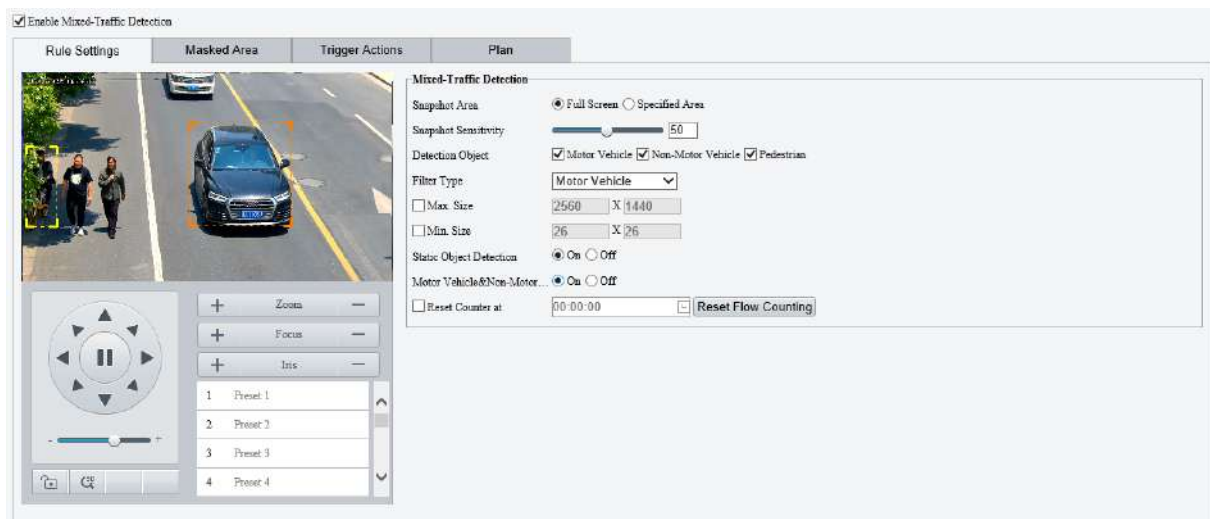 Enable Mixed-Traffic Detection
Rule Settings Masked Area Trigger Actions Plan
Mixed-Traffic Detection
Snapshot Area Full Screen Specified Area
Snapshot Sensitivity 50
Detection Object Motor Vehicle Non-Motor Vehicle Pedestrian
Filter Type Motor Vehicle
Max. Size 2560 X 1440
Min. Size 26 X 26
Static Object Detection On Off
Motor Vehicle&Non-Motor... On Off
Reset Counter at 00:00:00 Reset Flow Counting
+ Zoom −
+ Focus −
+ Iris −
1 Preset 1
2 Preset 2
3 Preset 3
4 Preset 4
- +